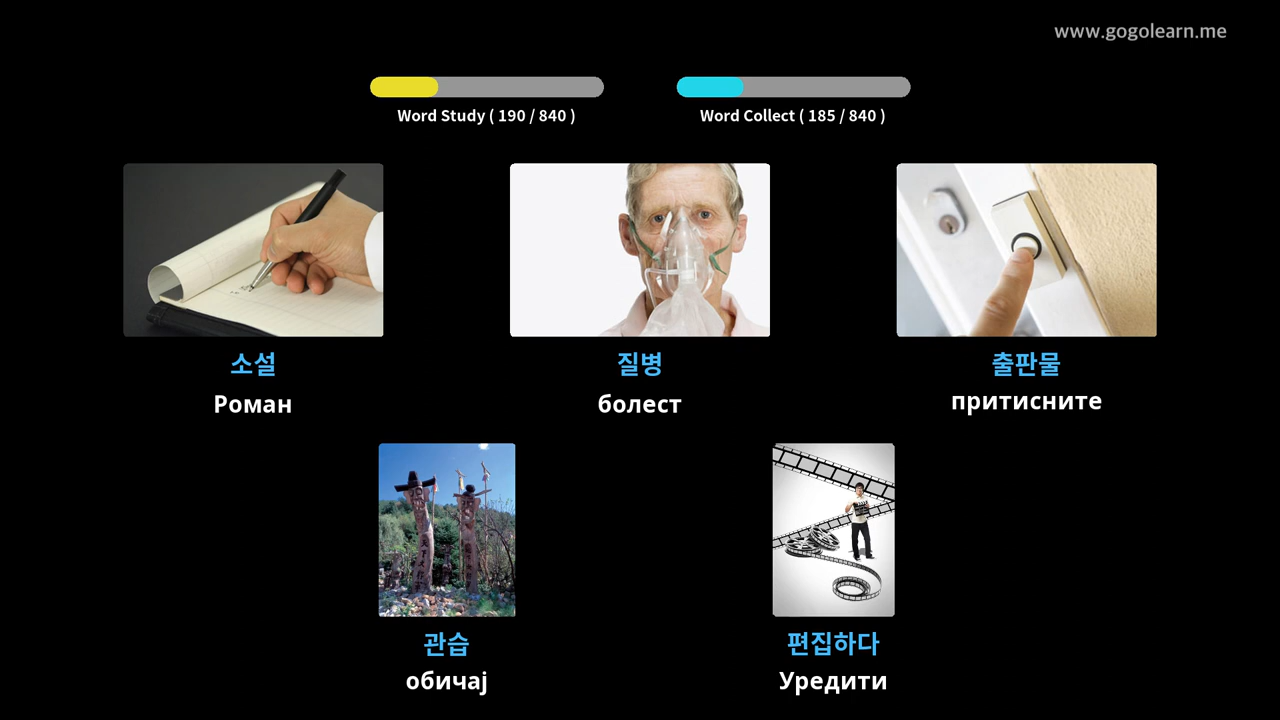 www.gogolearn.me
Word Study ( 190 / 840 )
Word Collect ( 185 / 840 )
소설
Роман
질병
болест
출판물
притисните
관습
обичај
편집하다
Уредити